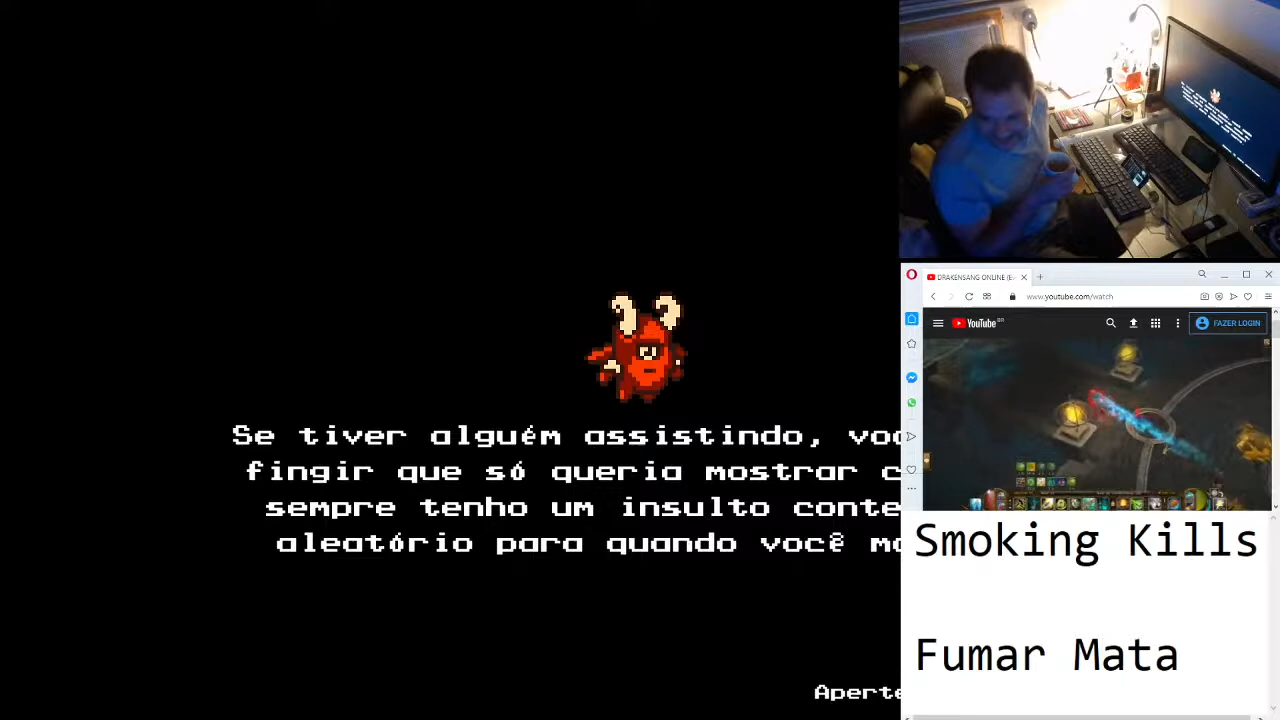 Se tiver alguém assistindo, voc
fingir que só queria mostrar c
sempre tenho um insulto conte
aleatório para quando você mo
Aperte
DRAKENSANG ONLINE (E
www.youtube.com/watch
YouTube BR
FAZER LOGIN
Smoking Kills
Fumar Mata